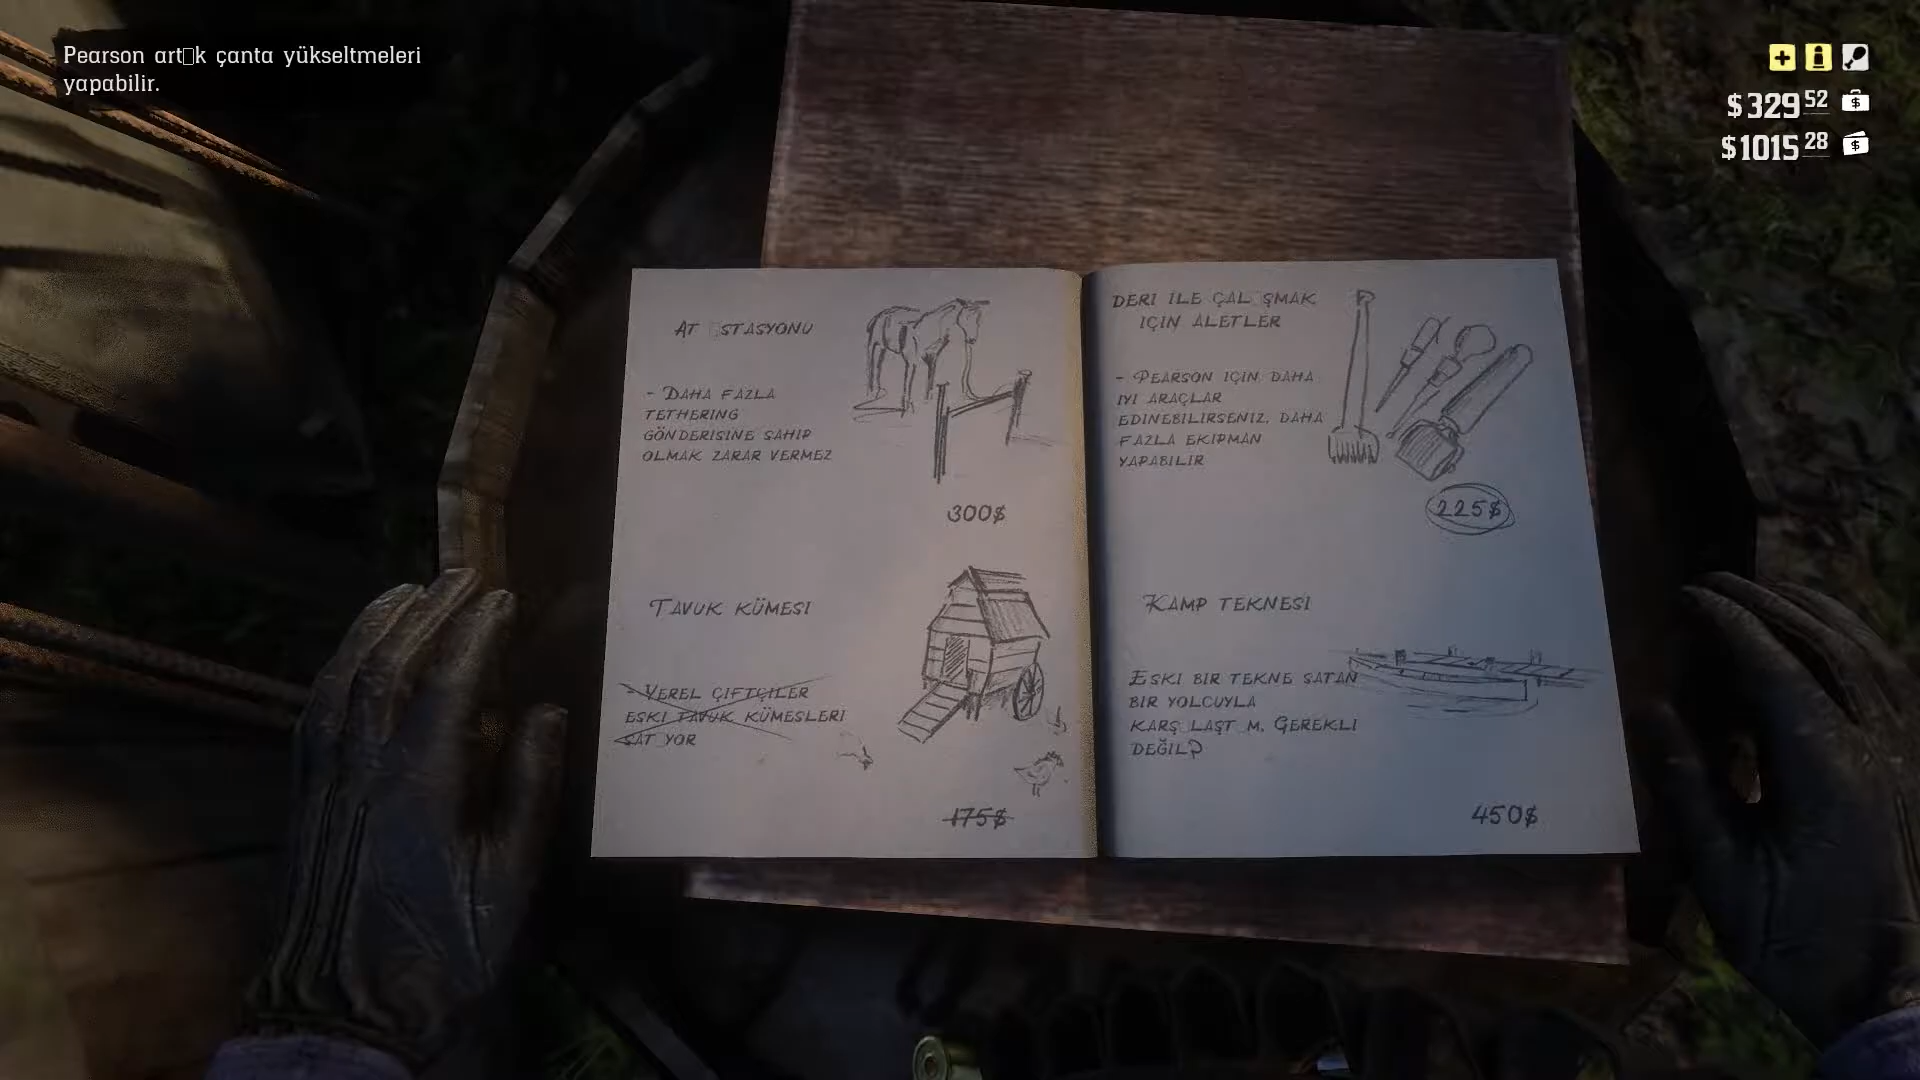 Pearson art□k çanta yükseltmeleri
yapabilir.
$329 52
$1015 28
AT □STASYONU
- DAHA FAZLA
TETHERING
GÖNDERISINE SAHIP
OLMAK ZARAR VERMEZ
300$
TAVUK KÜMESI
- YEREL ÇIFTÇILER
ESKI TAVUK KÜMESLERI
SAT□YOR
175$
DERI ILE ÇAL□ŞMAK
IÇIN ALETLER
- PEARSON IÇIN DAHA
IYI ARAÇLAR
EDINEBILIRSENIZ, DAHA
FAZLA EKIPMAN
YAPABILIR
225$
KAMP TEKNESI
ESKI BIR TEKNE SATAN
BIR YOLCUYLA
KARŞ□LAŞT□M. GEREKLI
DEĞIL?
450$